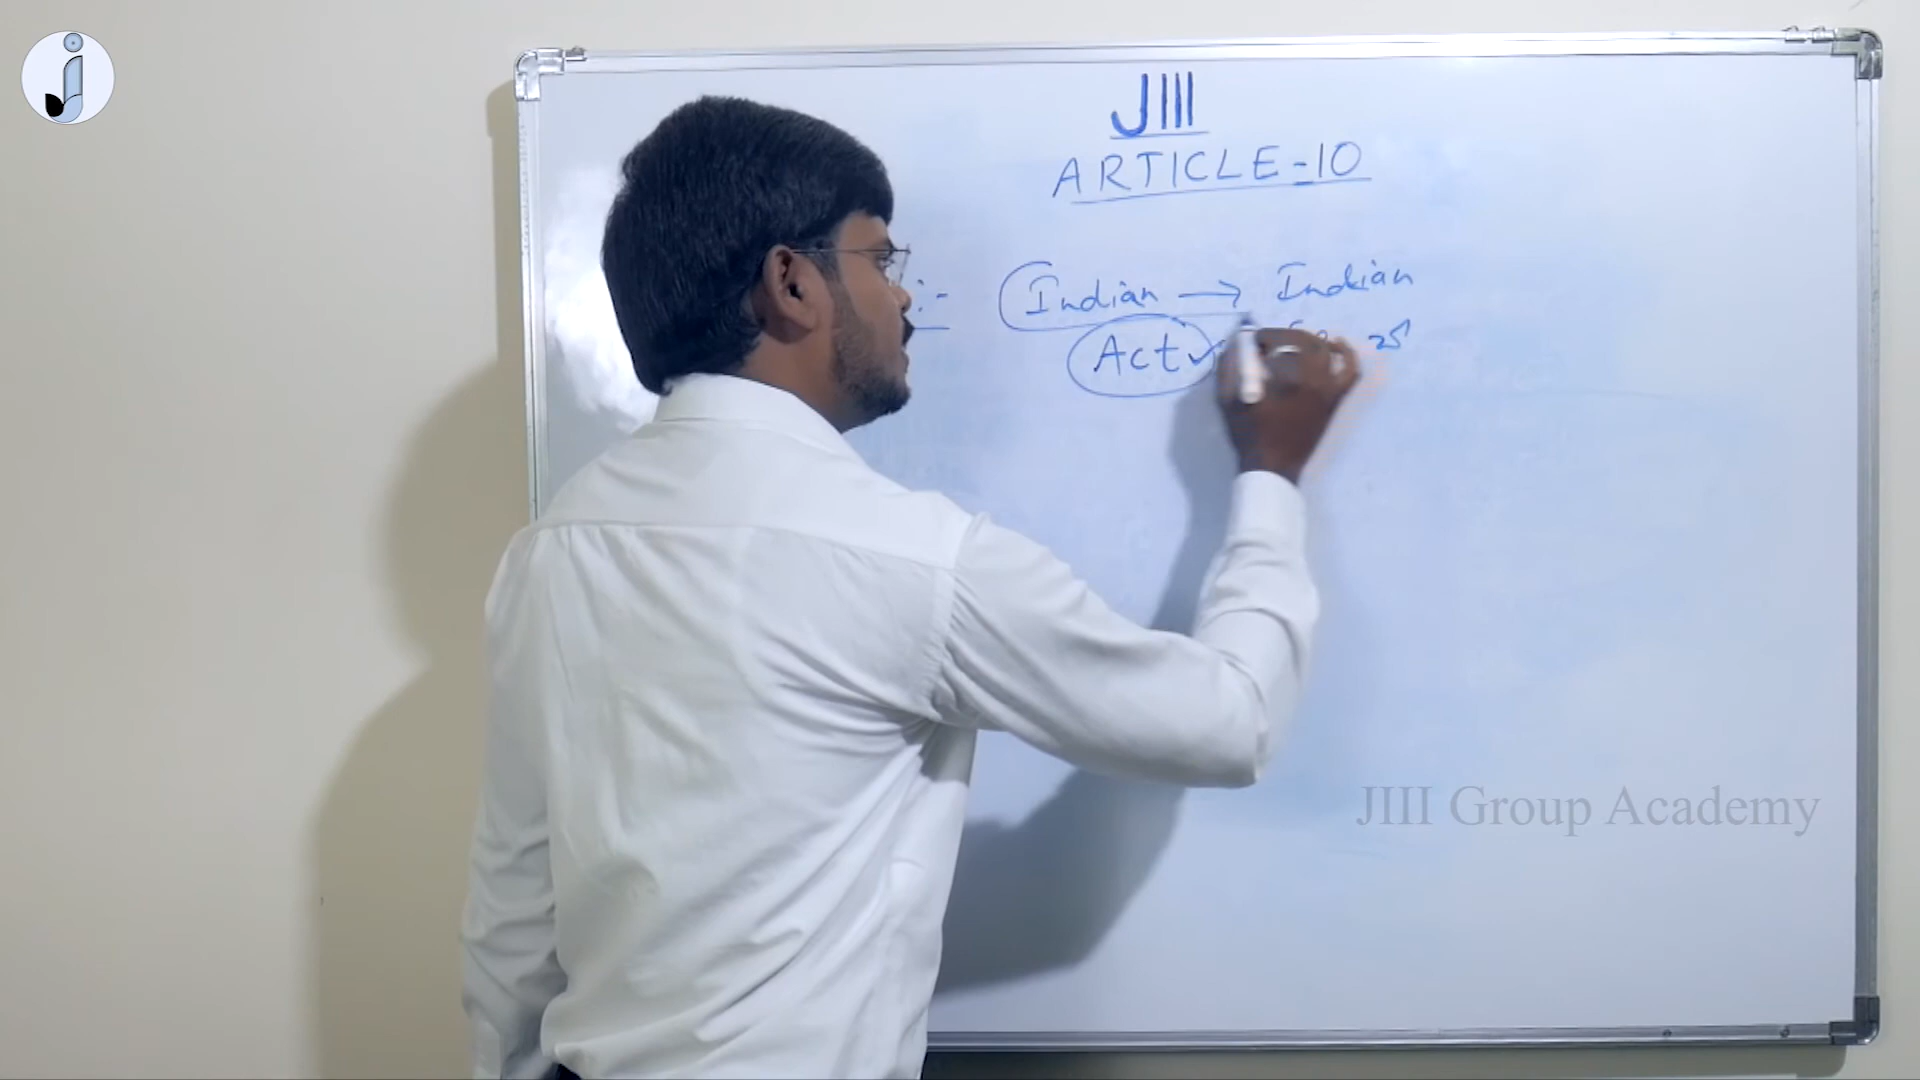 JIII
ARTICLE-10
:- Indian → Indian
Act ✓
JIII Group Academy